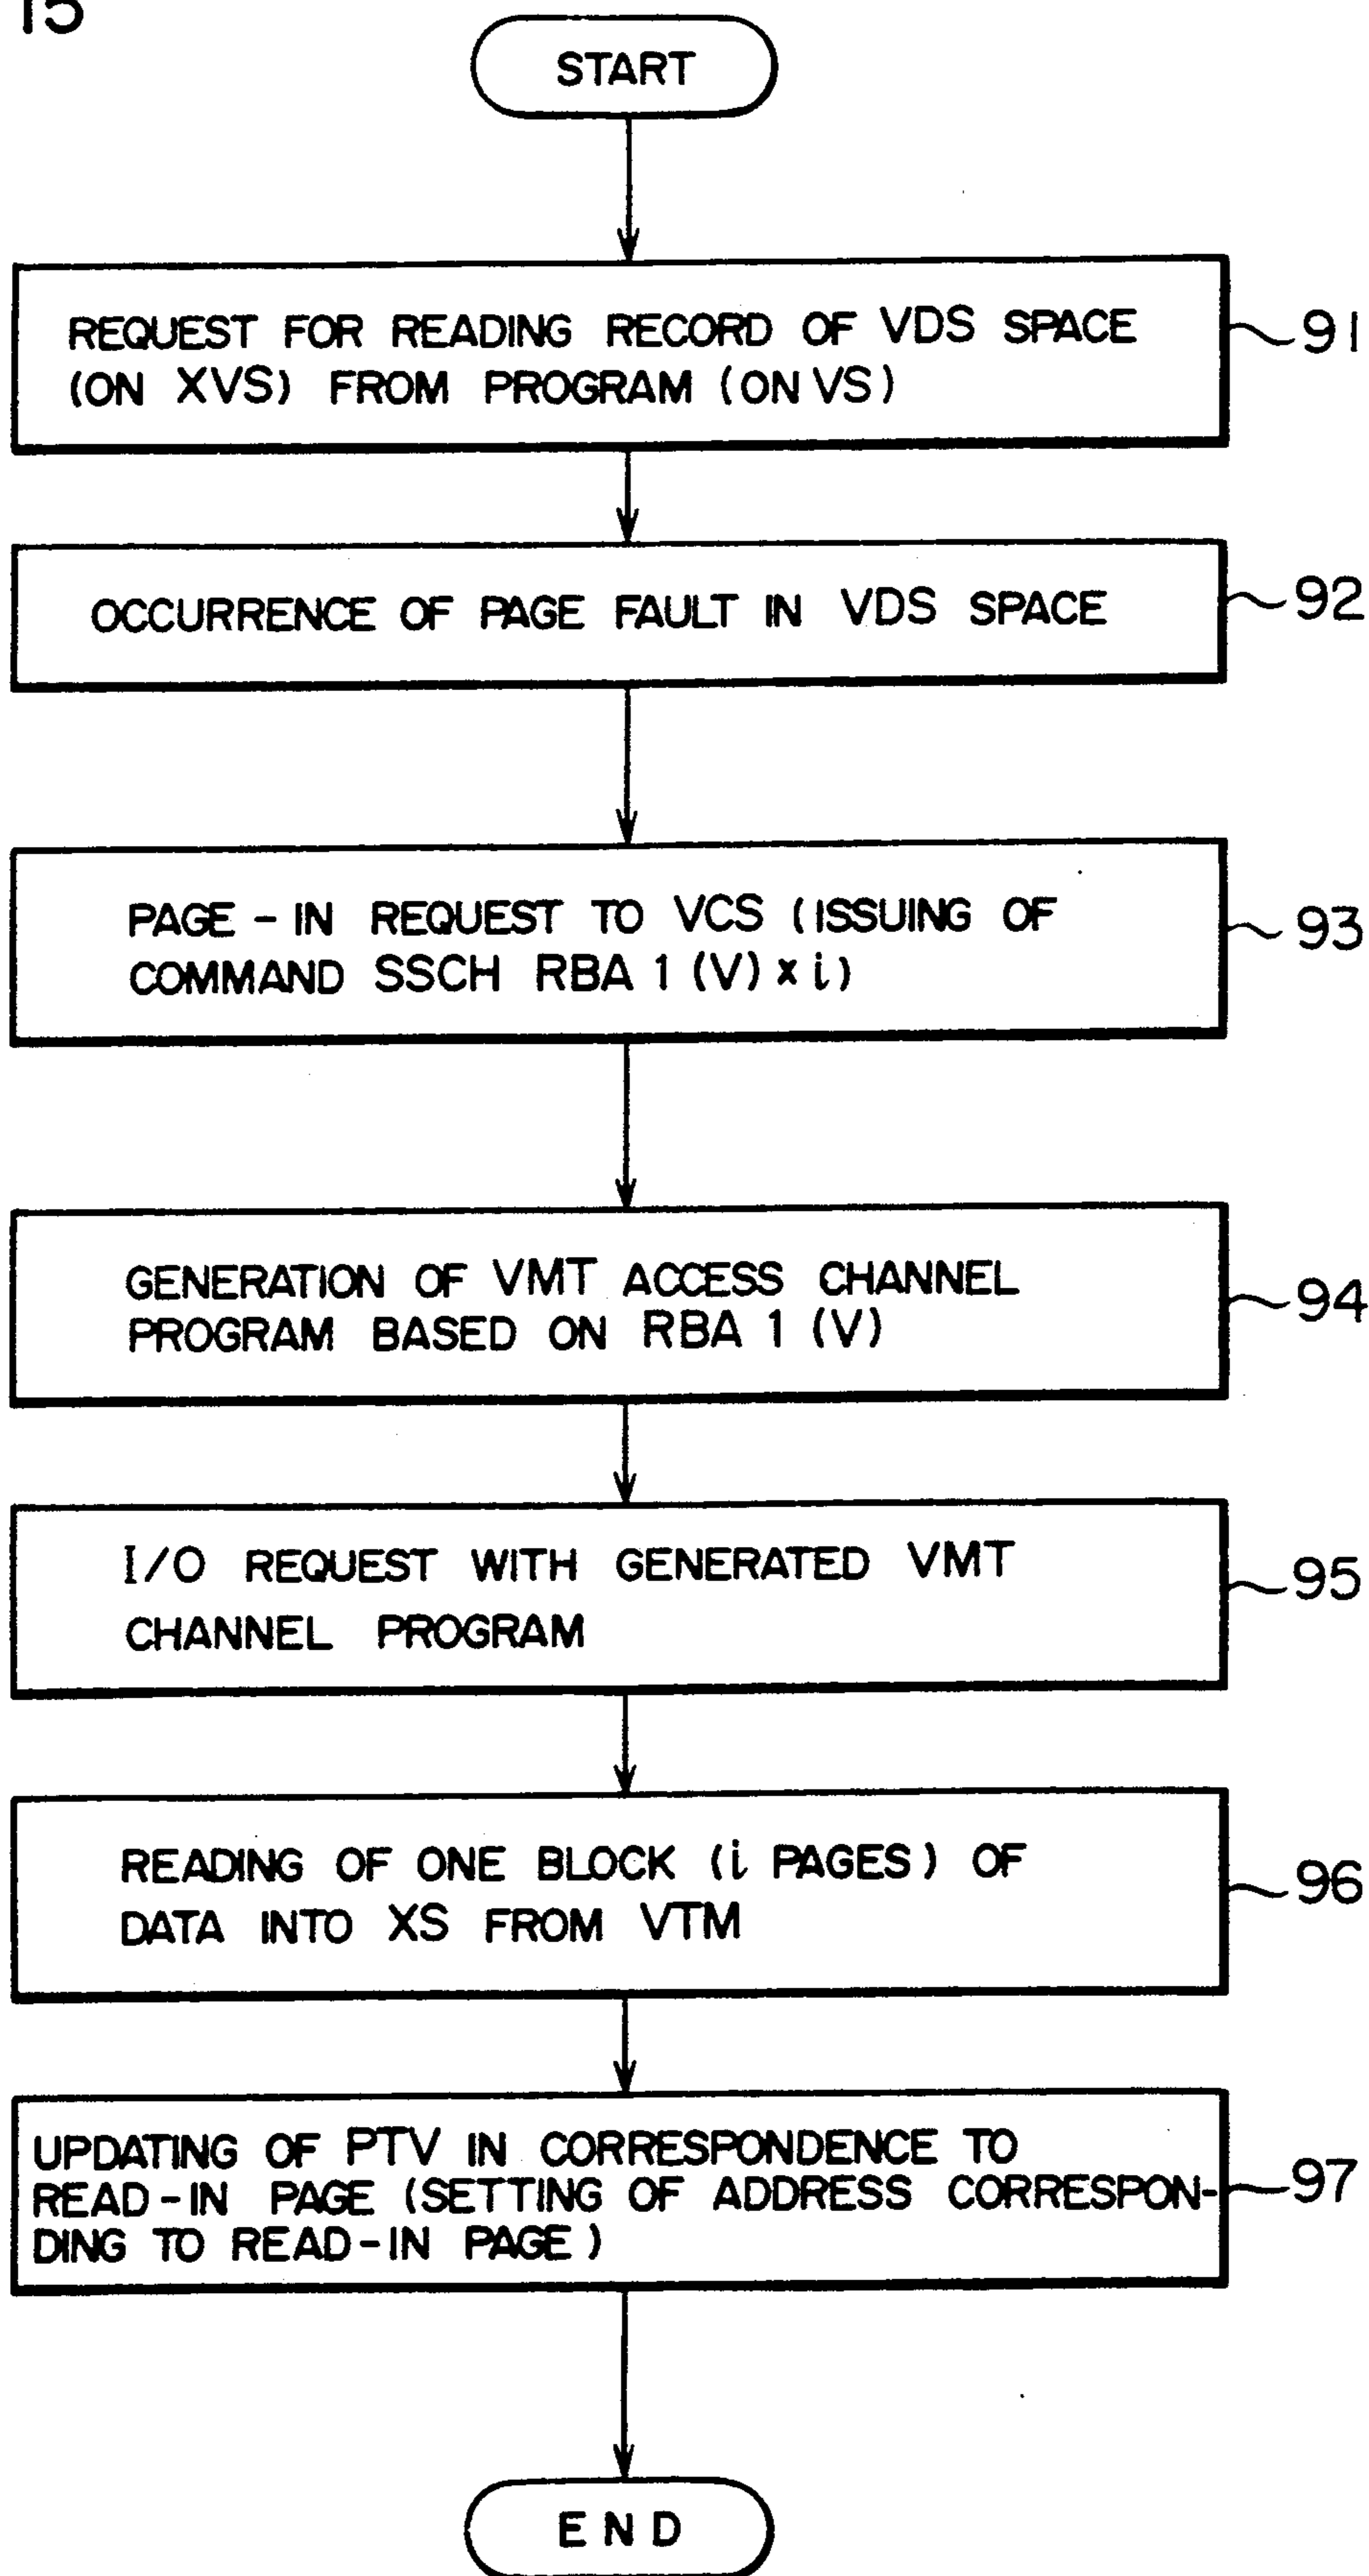 15
START
REQUEST FOR READING RECORD OF VDS SPACE
(ON XVS) FROM PROGRAM (ON VS)
91
OCCURRENCE OF PAGE FAULT IN VDS SPACE
92
PAGE-IN REQUEST TO VCS (ISSUING OF
COMMAND SSCH RBA 1 (V) x i)
93
GENERATION OF VMT ACCESS CHANNEL
PROGRAM BASED ON RBA 1 (V)
94
I/O REQUEST WITH GENERATED VMT
CHANNEL PROGRAM
95
READING OF ONE BLOCK (i PAGES) OF
DATA INTO XS FROM VTM
96
UPDATING OF PTV IN CORRESPONDENCE TO
READ-IN PAGE (SETTING OF ADDRESS CORRESPON-
DING TO READ-IN PAGE)
97
END